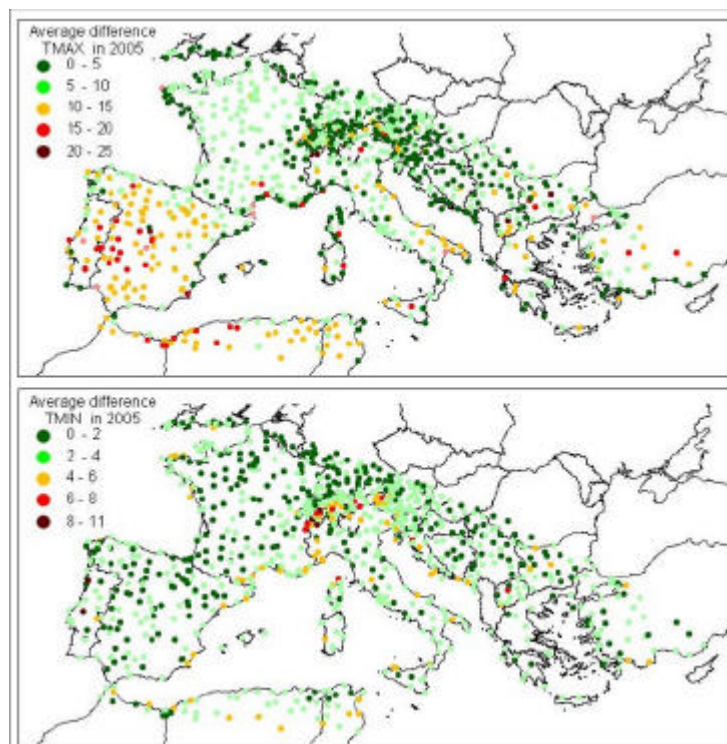 Average difference
TMAX in 2005
0 - 5
5 - 10
10 - 15
15 - 20
20 - 25
Average difference
TMIN in 2005
0 - 2
2 - 4
4 - 6
6 - 8
8 - 11